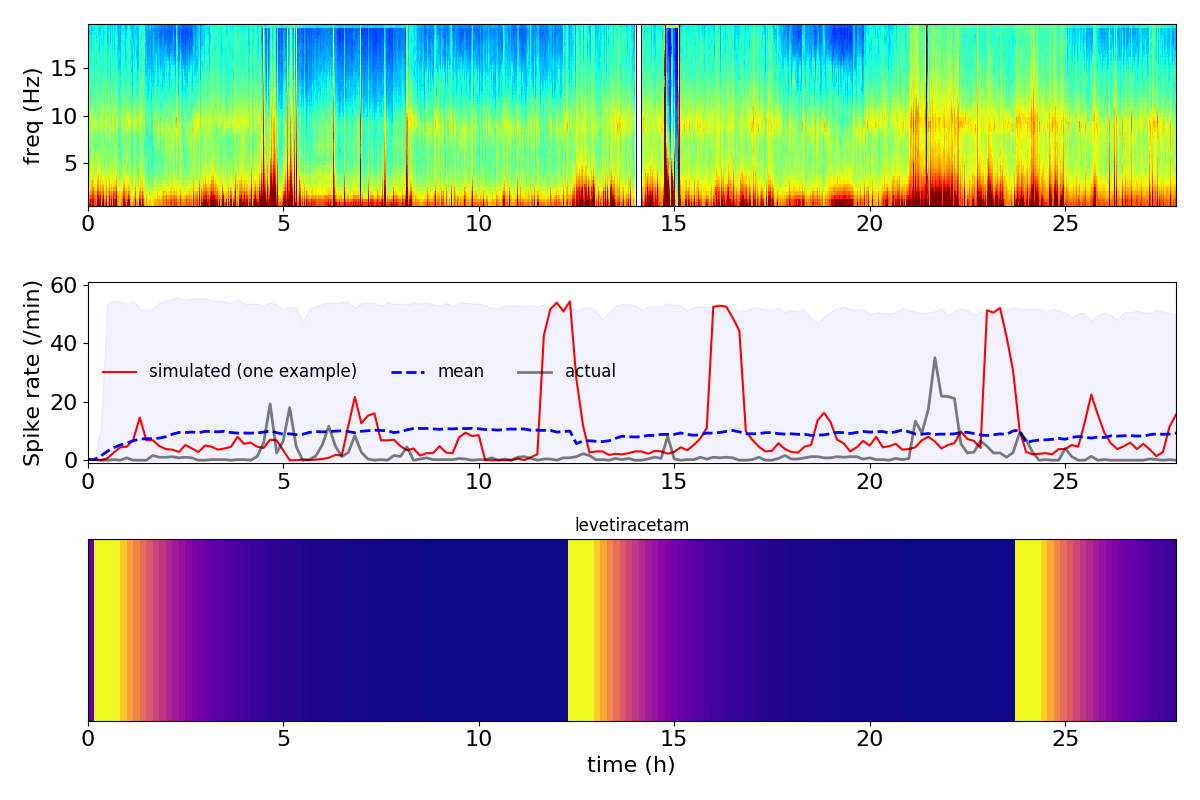 freq (Hz)
15
10
5
0 5 10 15 20 25
Spike rate (/min)
60
40
20
0
simulated (one example) mean actual
0 5 10 15 20 25
levetiracetam
0 5 10 15 20 25
time (h)